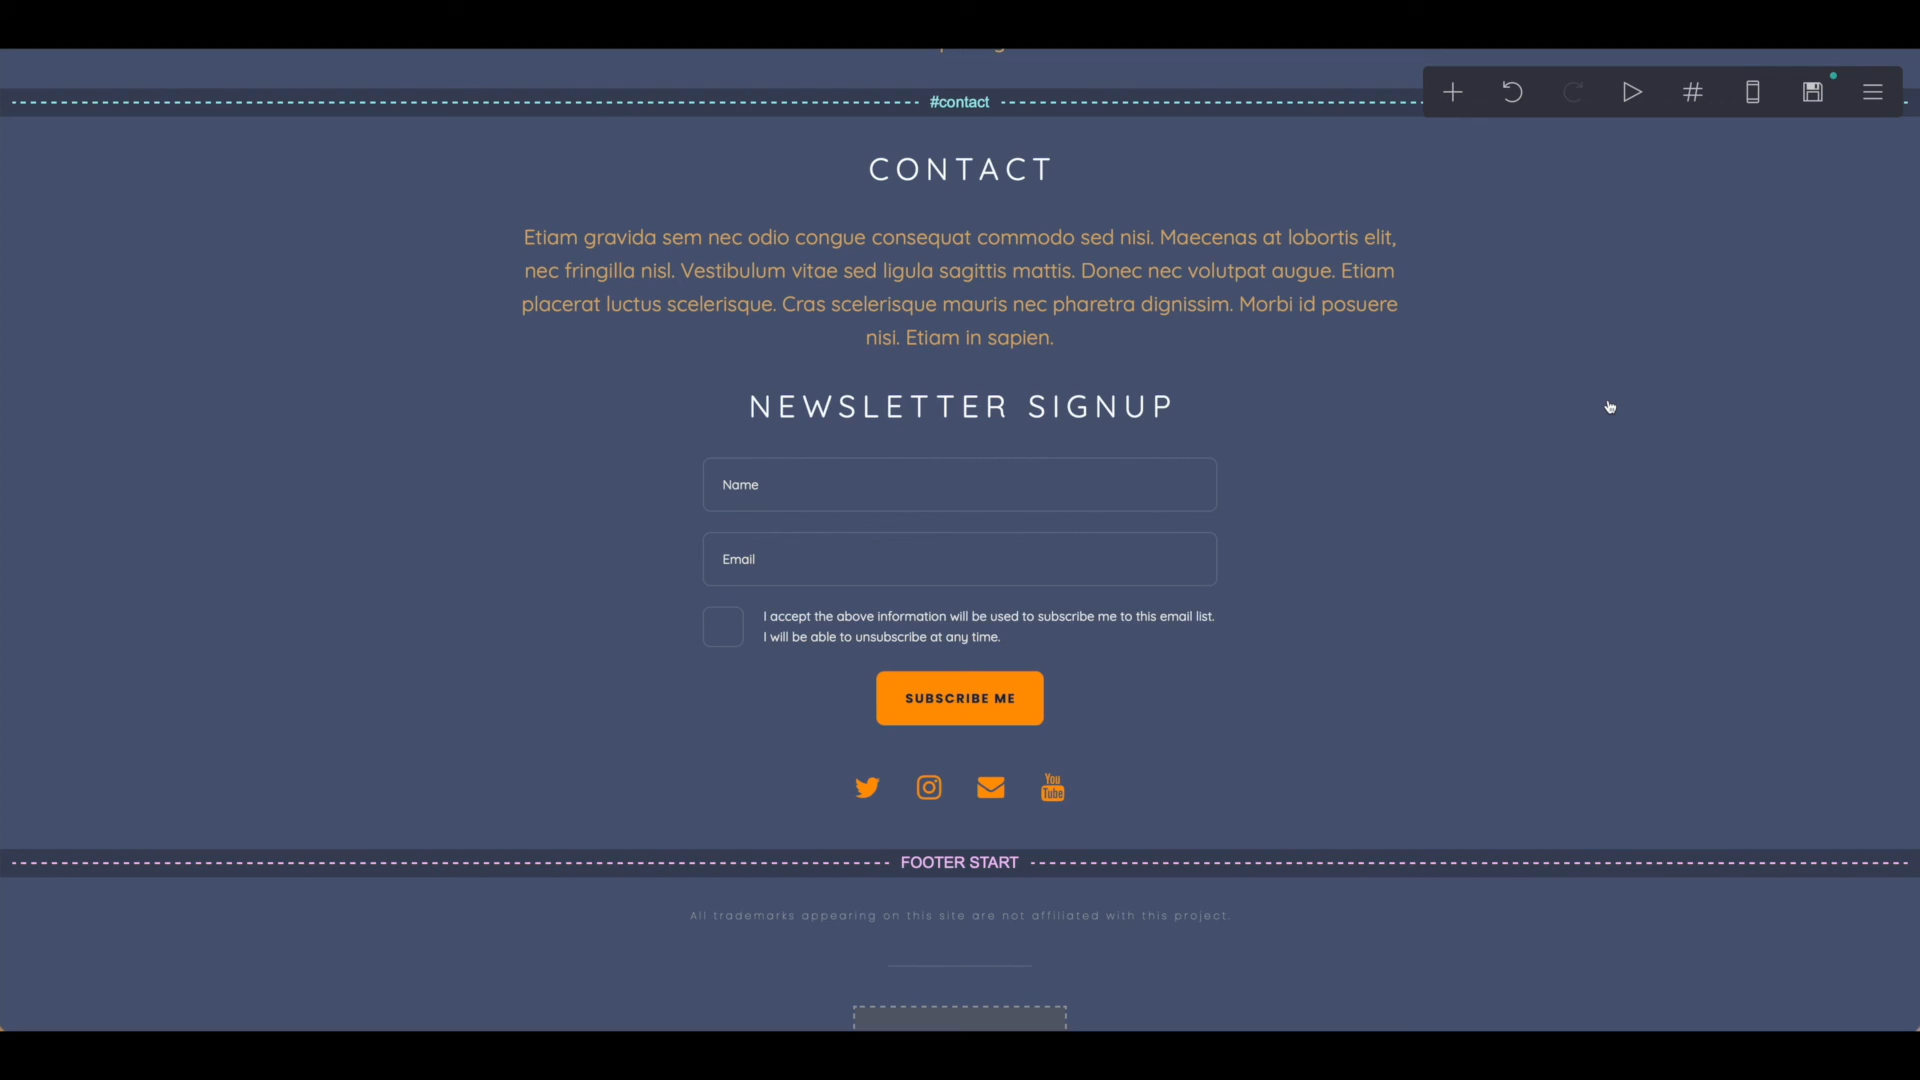 #contact
CONTACT
Etiam gravida sem nec odio congue consequat commodo sed nisi. Maecenas at lobortis elit,
nec fringilla nisl. Vestibulum vitae sed ligula sagittis mattis. Donec nec volutpat augue. Etiam
placerat luctus scelerisque. Cras scelerisque mauris nec pharetra dignissim. Morbi id posuere
nisi. Etiam in sapien.
NEWSLETTER SIGNUP
Name
Email
I accept the above information will be used to subscribe me to this email list.
I will be able to unsubscribe at any time.
SUBSCRIBE ME
You
Tube
FOOTER START
All trademarks appearing on this site are not affiliated with this project.